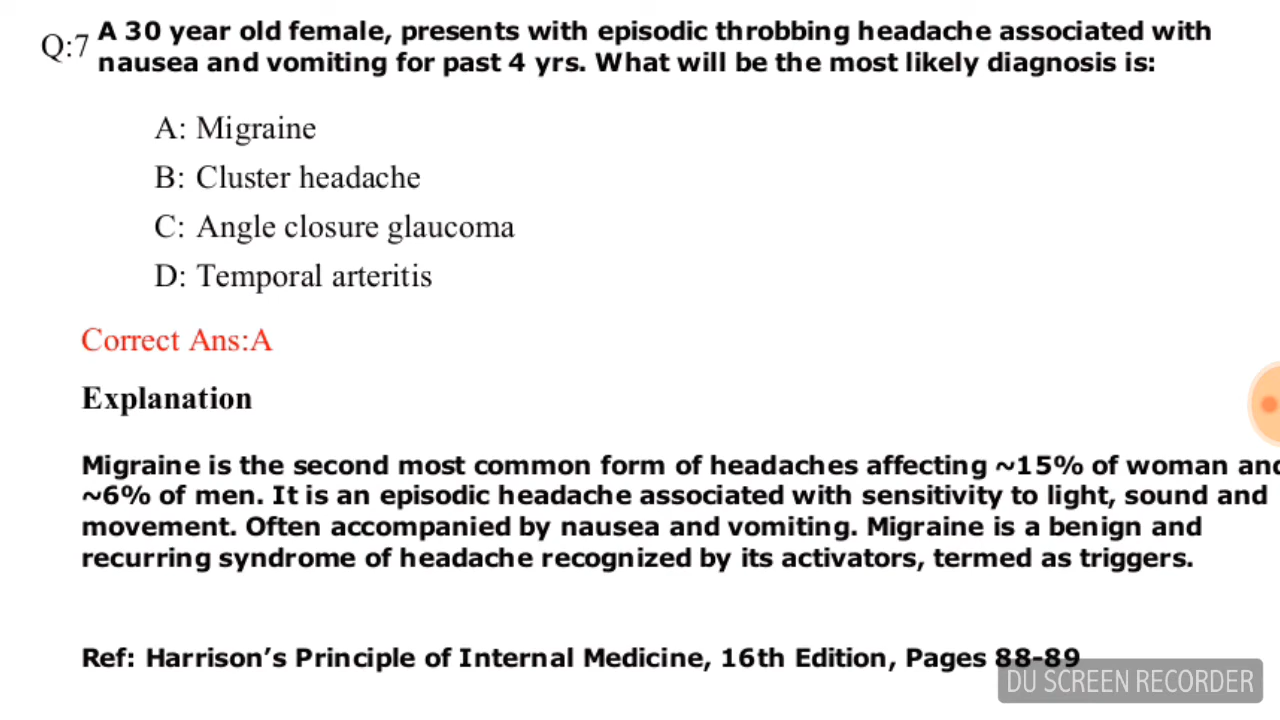 Q:7 A 30 year old female, presents with episodic throbbing headache associated with
nausea and vomiting for past 4 yrs. What will be the most likely diagnosis is:
A: Migraine
B: Cluster headache
C: Angle closure glaucoma
D: Temporal arteritis
Correct Ans:A
Explanation
Migraine is the second most common form of headaches affecting ~15% of woman and
~6% of men. It is an episodic headache associated with sensitivity to light, sound and
movement. Often accompanied by nausea and vomiting. Migraine is a benign and
recurring syndrome of headache recognized by its activators, termed as triggers.
Ref: Harrison’s Principle of Internal Medicine, 16th Edition, Pages 88-89
DU SCREEN RECORDER